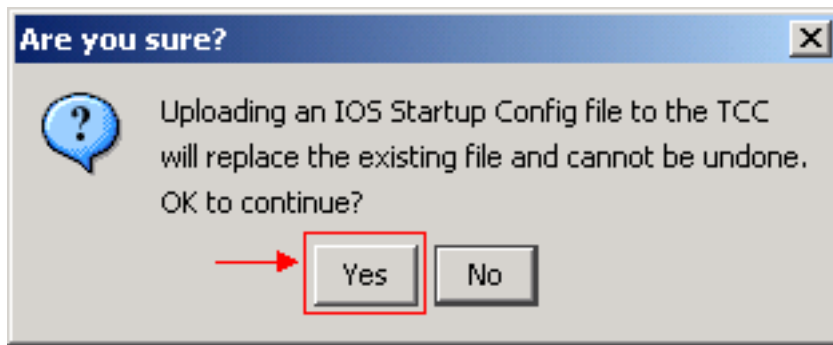 Are you sure?
Uploading an IOS Startup Config file to the TCC
will replace the existing file and cannot be undone.
OK to continue?
Yes No